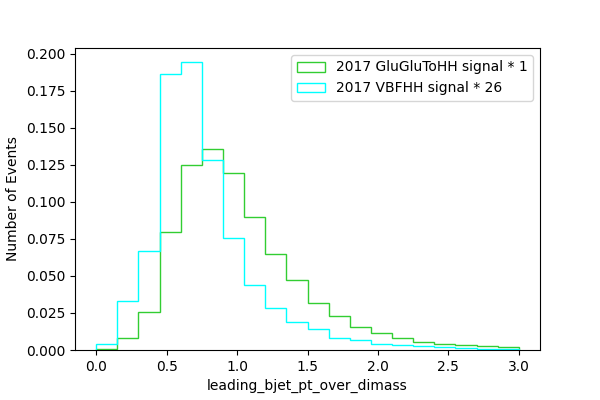 2017 GluGluToHH signal * 1
2017 VBFHH signal * 26
Number of Events
0.200
0.175
0.150
0.125
0.100
0.075
0.050
0.025
0.000
0.0 0.5 1.0 1.5 2.0 2.5 3.0
leading_bjet_pt_over_dimass